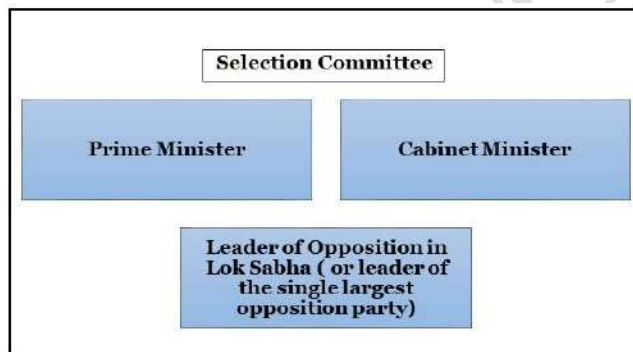 Selection Committee
Prime Minister
Cabinet Minister
Leader of Opposition in
Lok Sabha ( or leader of
the single largest
opposition party)